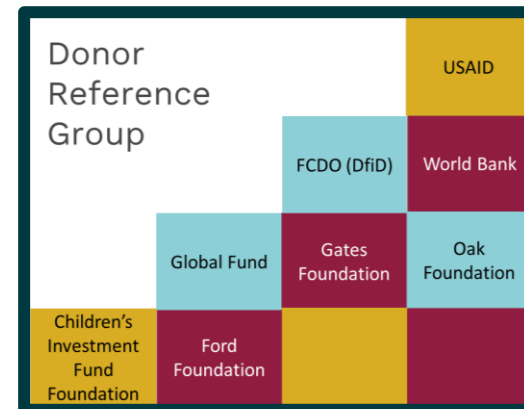 Donor
Reference
Group
USAID
FCDO (DfiD)
World Bank
Global Fund
Gates
Foundation
Oak
Foundation
Children's
Investment
Fund
Foundation
Ford
Foundation